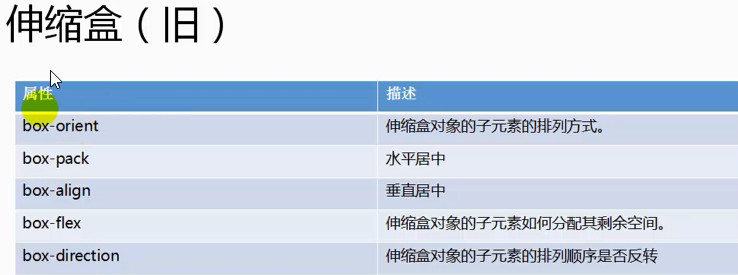 伸缩盒（旧）
属性 描述
box-orient 伸缩盒对象的子元素的排列方式。
box-pack 水平居中
box-align 垂直居中
box-flex 伸缩盒对象的子元素如何分配其剩余空间。
box-direction 伸缩盒对象的子元素的排列顺序是否反转